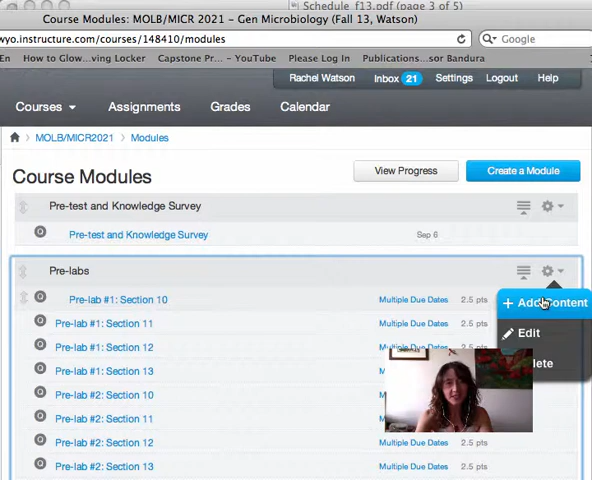 Schedule_f13.pdf (page 3 of 5)
Course Modules: MOLB/MICR 2021 - Gen Microbiology (Fall 13, Watson)
wyo.instructure.com/courses/148410/modules
Google
En How to Glow...ving Locker Capstone Pr... - YouTube Please Log In Publications...sor Bandura
Rachel Watson Inbox 21 Settings Logout Help
Courses Assignments Grades Calendar
MOLB/MICR2021 Modules
Course Modules View Progress Create a Module
Pre-test and Knowledge Survey
Pre-test and Knowledge Survey Sep 6
Pre-labs
Pre-lab #1: Section 10 Multiple Due Dates 2.5 pts + Add Content
Pre-lab #1: Section 11 Multiple Due Dates 2.5 pts
Edit
Pre-lab #1: Section 12 Multiple Due Dates 2.5 pts
Pre-lab #1: Section 13 lete
Pre-lab #2: Section 10
Pre-lab #2: Section 11
Pre-lab #2: Section 12 Multiple Due Dates 2.5 pts
Pre-lab #2: Section 13 Multiple Due Dates 2.5 pts